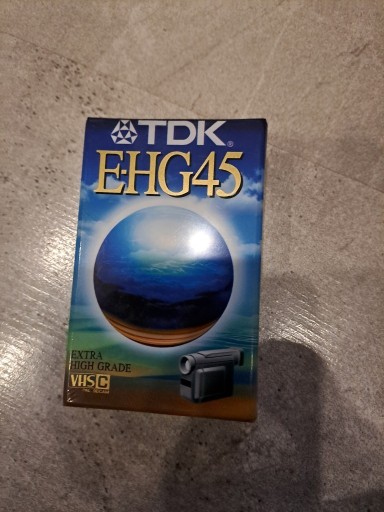 TDK®
E-HG45
EXTRA
HIGH GRADE
VHS C